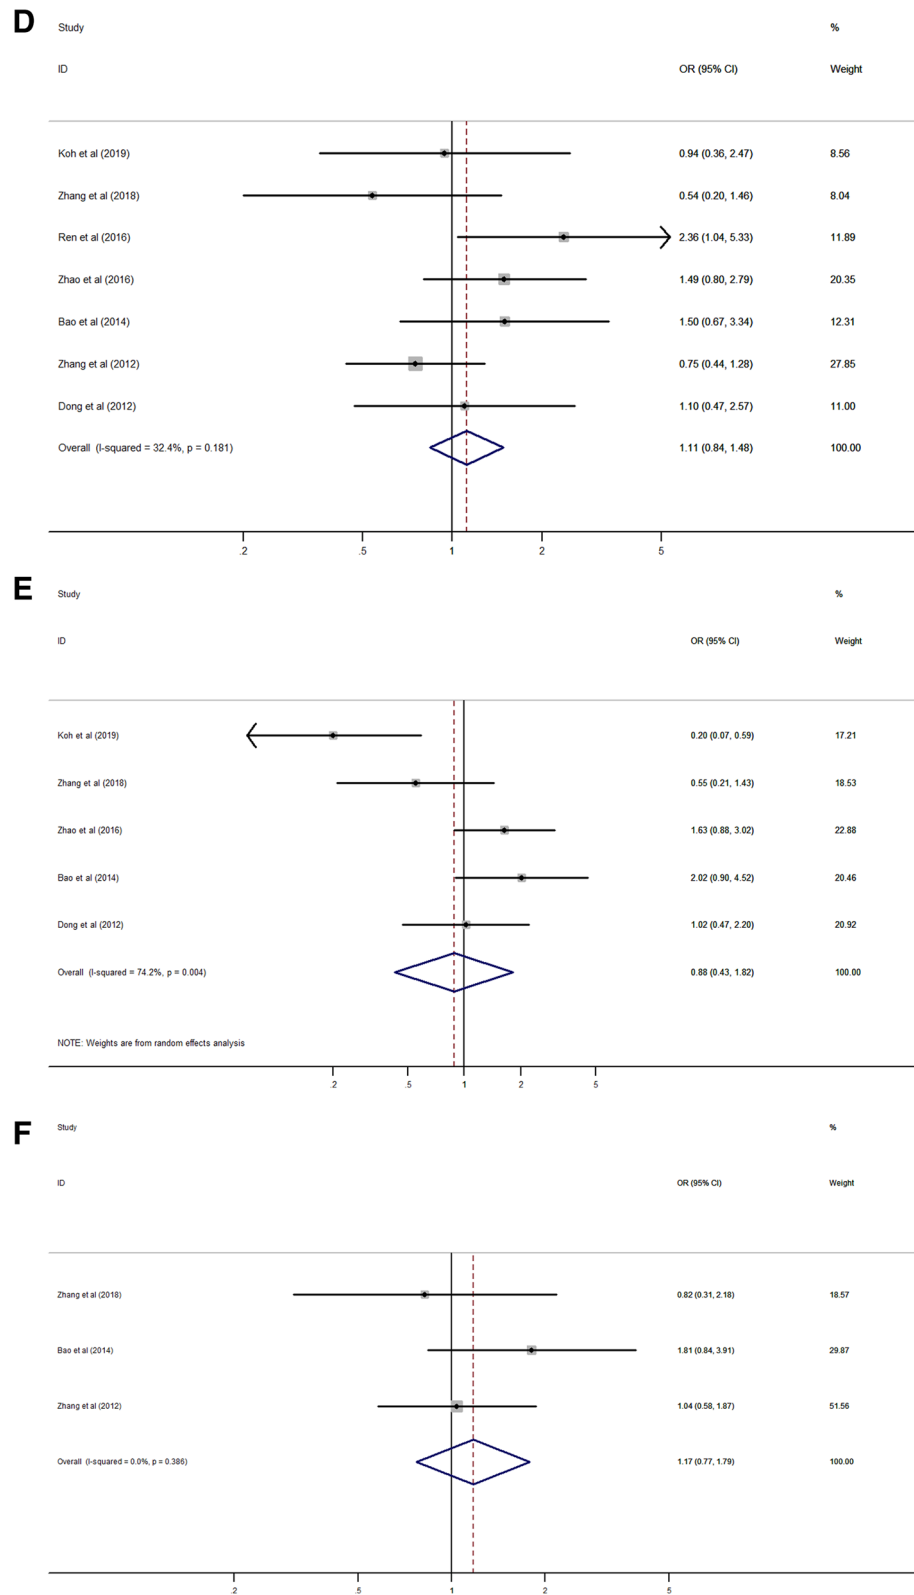 D
Study %
ID OR (95% CI) Weight
Koh et al (2019) 0.94 (0.36, 2.47) 8.56
Zhang et al (2018) 0.54 (0.20, 1.46) 8.04
Ren et al (2016) 2.36 (1.04, 5.33) 11.89
Zhao et al (2016) 1.49 (0.80, 2.79) 20.35
Bao et al (2014) 1.50 (0.67, 3.34) 12.31
Zhang et al (2012) 0.75 (0.44, 1.28) 27.85
Dong et al (2012) 1.10 (0.47, 2.57) 11.00
Overall (I-squared = 32.4%, p = 0.181) 1.11 (0.84, 1.48) 100.00
.2 .5 1 2 5
E
Study %
ID OR (95% CI) Weight
Koh et al (2019) 0.20 (0.07, 0.59) 17.21
Zhang et al (2018) 0.55 (0.21, 1.43) 18.53
Zhao et al (2016) 1.63 (0.88, 3.02) 22.88
Bao et al (2014) 2.02 (0.90, 4.52) 20.46
Dong et al (2012) 1.02 (0.47, 2.20) 20.92
Overall (I-squared = 74.2%, p = 0.004) 0.88 (0.43, 1.82) 100.00
NOTE: Weights are from random effects analysis
.2 .5 1 2 5
F
Study %
ID OR (95% CI) Weight
Zhang et al (2018) 0.82 (0.31, 2.18) 18.57
Bao et al (2014) 1.81 (0.84, 3.91) 29.87
Zhang et al (2012) 1.04 (0.58, 1.87) 51.56
Overall (I-squared = 0.0%, p = 0.386) 1.17 (0.77, 1.79) 100.00
.2 .5 1 2 5